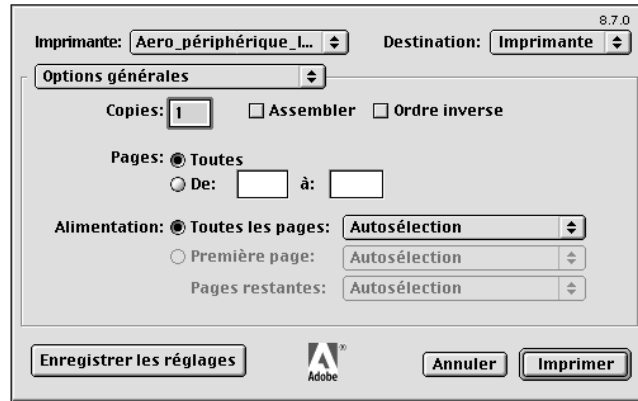 8.7.0
Imprimante: Aero_périphérique_l... Destination: Imprimante
Options générales
Copies: 1 Assembler Ordre inverse
Pages: Toutes
De: à:
Alimentation: Toutes les pages: Autosélection
Première page: Autosélection
Pages restantes: Autosélection
Enregistrer les réglages Adobe ® Annuler Imprimer